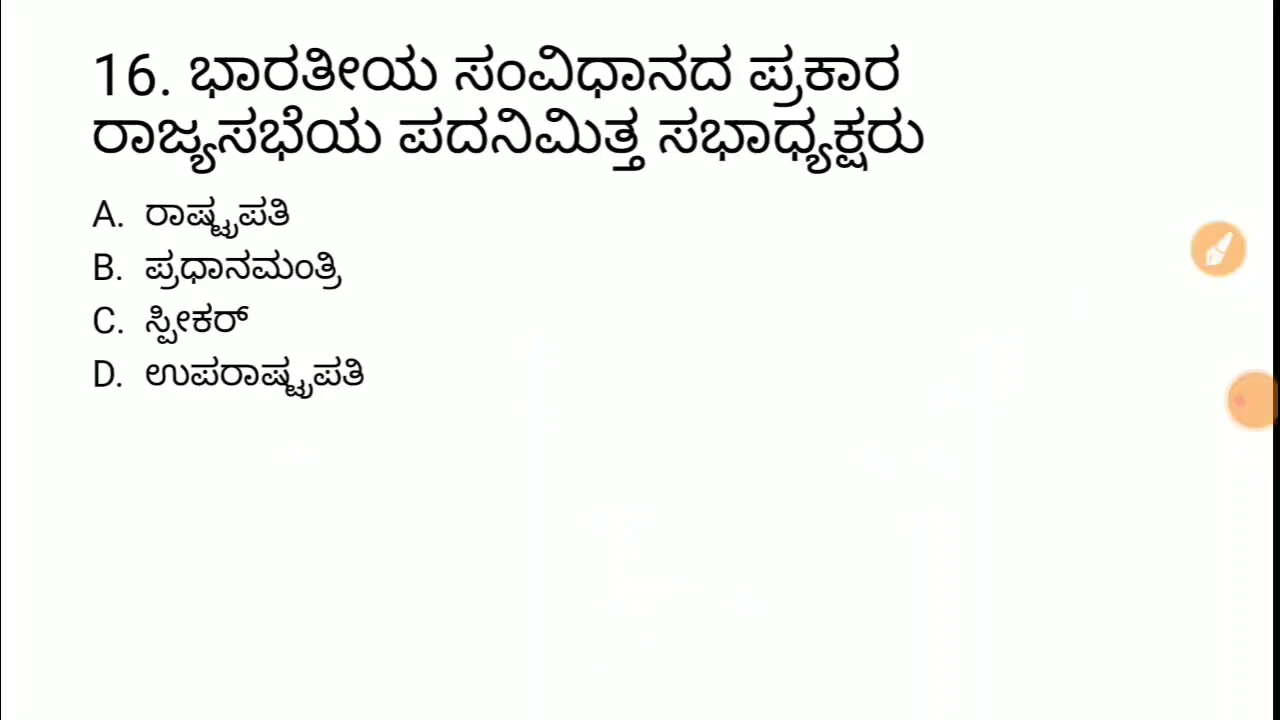 16. ಭಾರತೀಯ ಸಂವಿಧಾನದ ಪ್ರಕಾರ
ರಾಜ್ಯಸಭೆಯ ಪದನಿಮಿತ್ತ ಸಭಾಧ್ಯಕ್ಷರು
A. ರಾಷ್ಟ್ರಪತಿ
B. ಪ್ರಧಾನಮಂತ್ರಿ
C. ಸ್ಪೀಕರ್
D. ಉಪರಾಷ್ಟ್ರಪತಿ